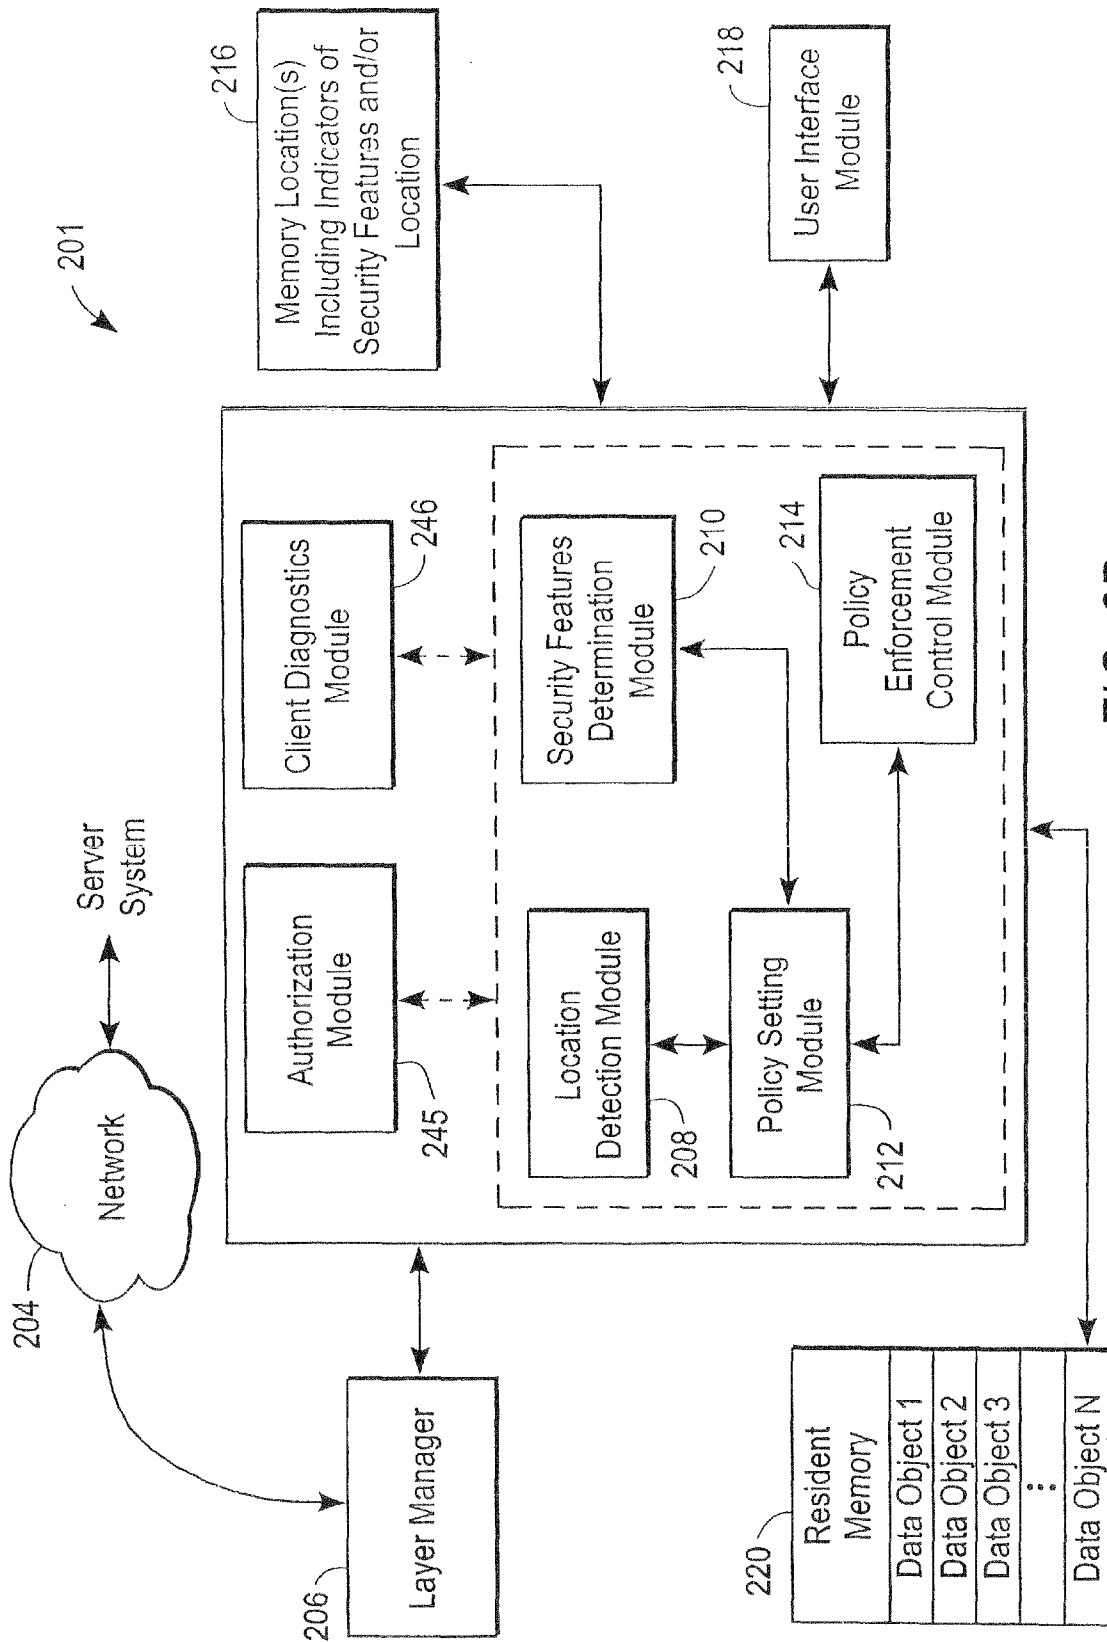 201
Server
System
Network
204
Memory Location(s)
Including Indicators of
Security Features and/or
Location
216
Layer Manager
206
Authorization
Module
245
Client Diagnostics
Module
246
Location
Detection Module
208
Security Features
Determination
Module
210
Policy Setting
Module
212
Policy
Enforcement
Control Module
214
User Interface
Module
218
Resident
Memory
220
Data Object 1
Data Object 2
Data Object 3
...
Data Object N